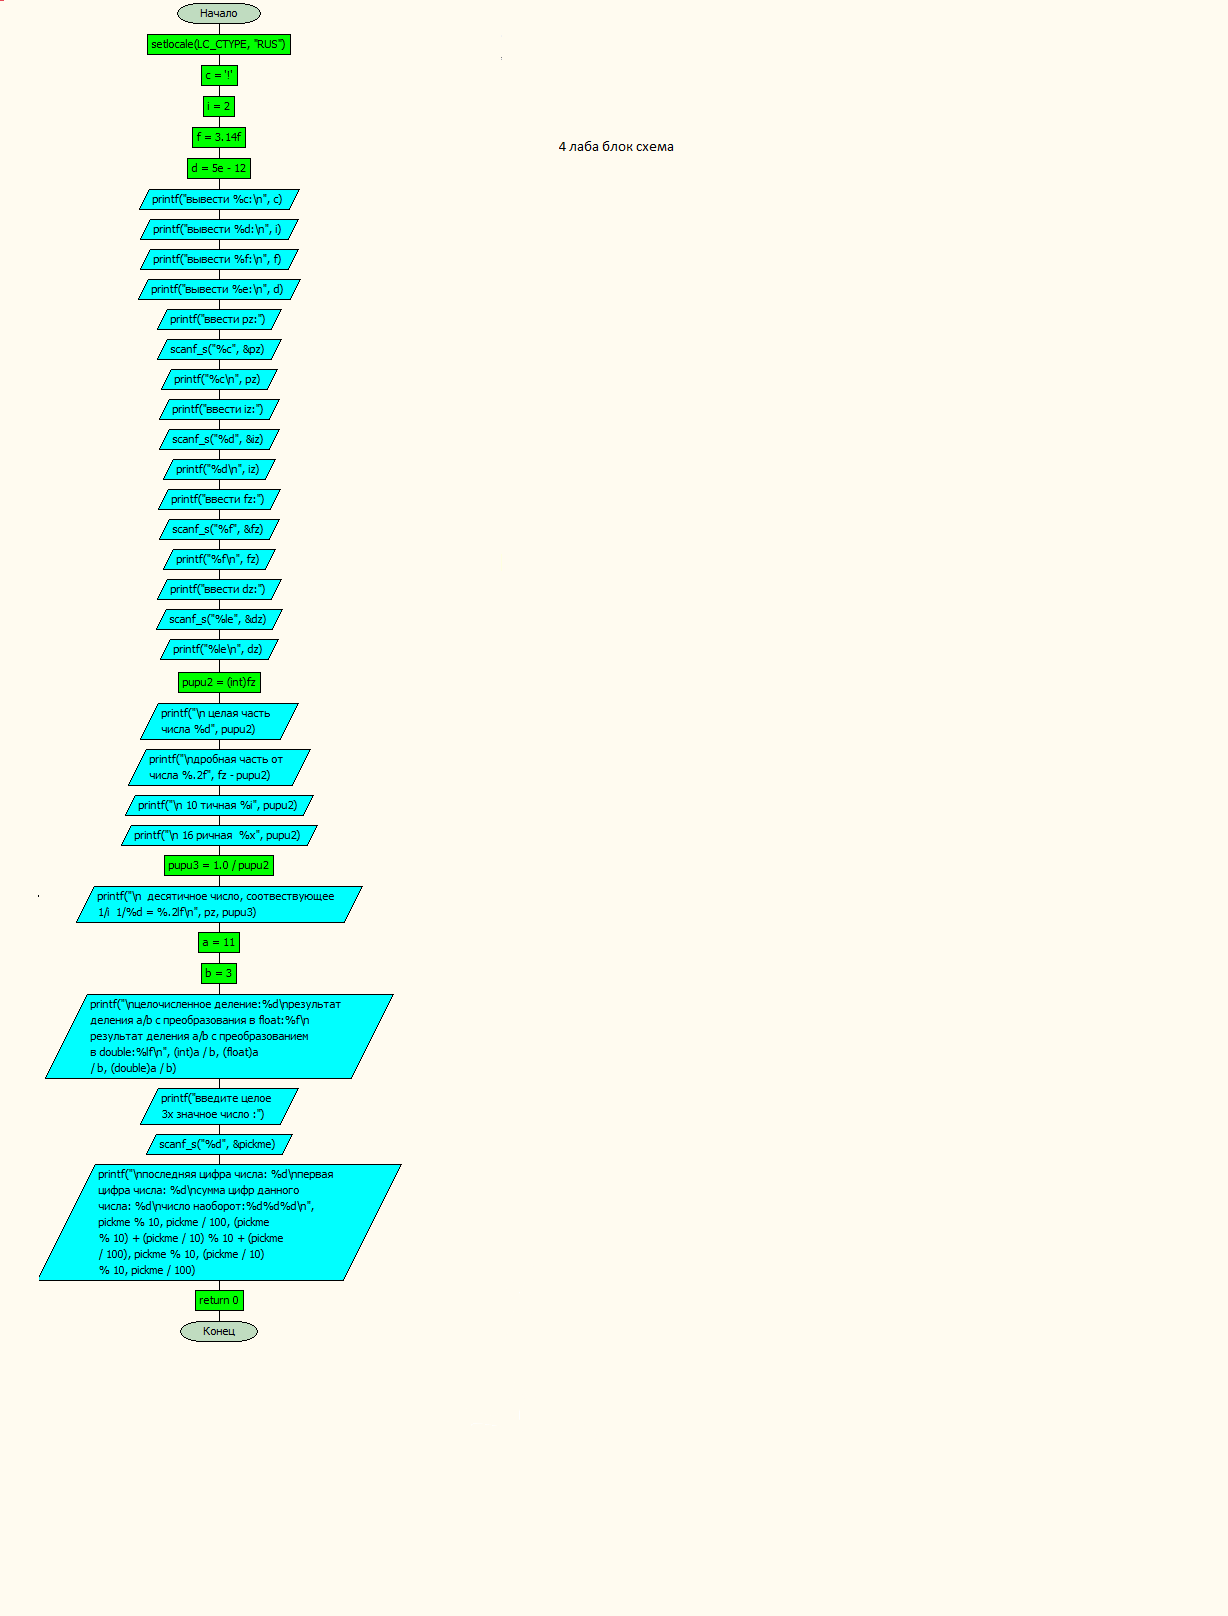 Начало
setlocale(LC_CTYPE, "RUS")
c = '!'
i = 2
f = 3.14f
4 лаба блок схема
d = 5e - 12
printf("вывести %c:\n", c)
printf("вывести %d:\n", i)
printf("вывести %f:\n", f)
printf("вывести %e:\n", d)
printf("ввести pz:")
scanf_s("%c", &pz)
printf("%c\n", pz)
printf("ввести iz:")
scanf_s("%d", &iz)
printf("%d\n", iz)
printf("ввести fz:")
scanf_s("%f", &fz)
printf("%f\n", fz)
printf("ввести dz:")
scanf_s("%le", &dz)
printf("%le\n", dz)
pupu2 = (int)fz
printf("\n целая часть
числа %d", pupu2)
printf("\nдробная часть от
числа %.2f", fz - pupu2)
printf("\n 10 тичная %i", pupu2)
printf("\n 16 ричная  %x", pupu2)
pupu3 = 1.0 / pupu2
printf("\n  десятичное число, соотвествующее
1/i  1/%d = %.2lf\n", pz, pupu3)
a = 11
b = 3
printf("\nцелочисленное деление:%d\nрезультат
деления a/b с преобразования в float:%f\n
результат деления a/b с преобразованием
в double:%lf\n", (int)a / b, (float)a
/ b, (double)a / b)
printf("введите целое
3х значное число :")
scanf_s("%d", &pickme)
printf("\nпоследняя цифра числа: %d\nпервая
цифра числа: %d\nсумма цифр данного
числа: %d\nчисло наоборот:%d%d%d\n",
pickme % 10, pickme / 100, (pickme
% 10) + (pickme / 10) % 10 + (pickme
/ 100), pickme % 10, (pickme / 10)
% 10, pickme / 100)
return 0
Конец